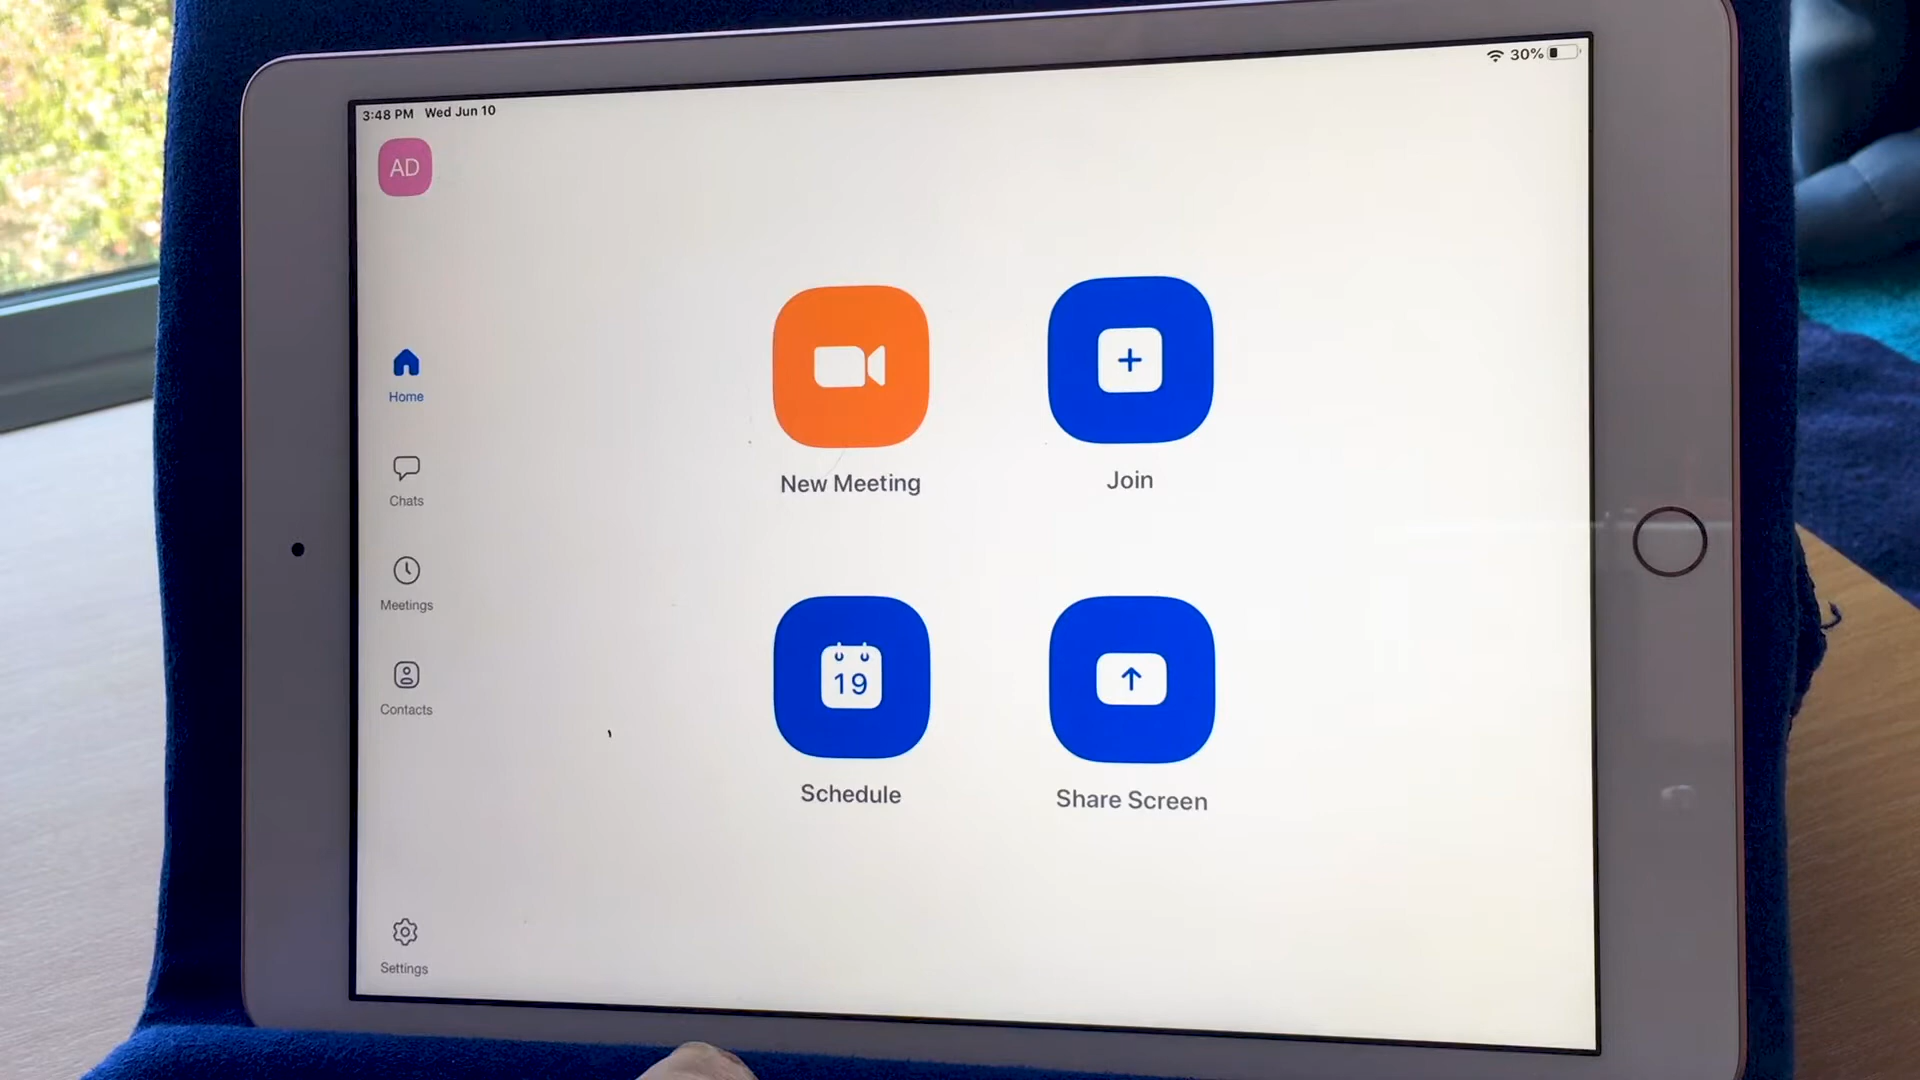 3:48 PM Wed Jun 10
30%
AD
Home
Chats
Meetings
Contacts
Settings
New Meeting
Join
19
Schedule
Share Screen